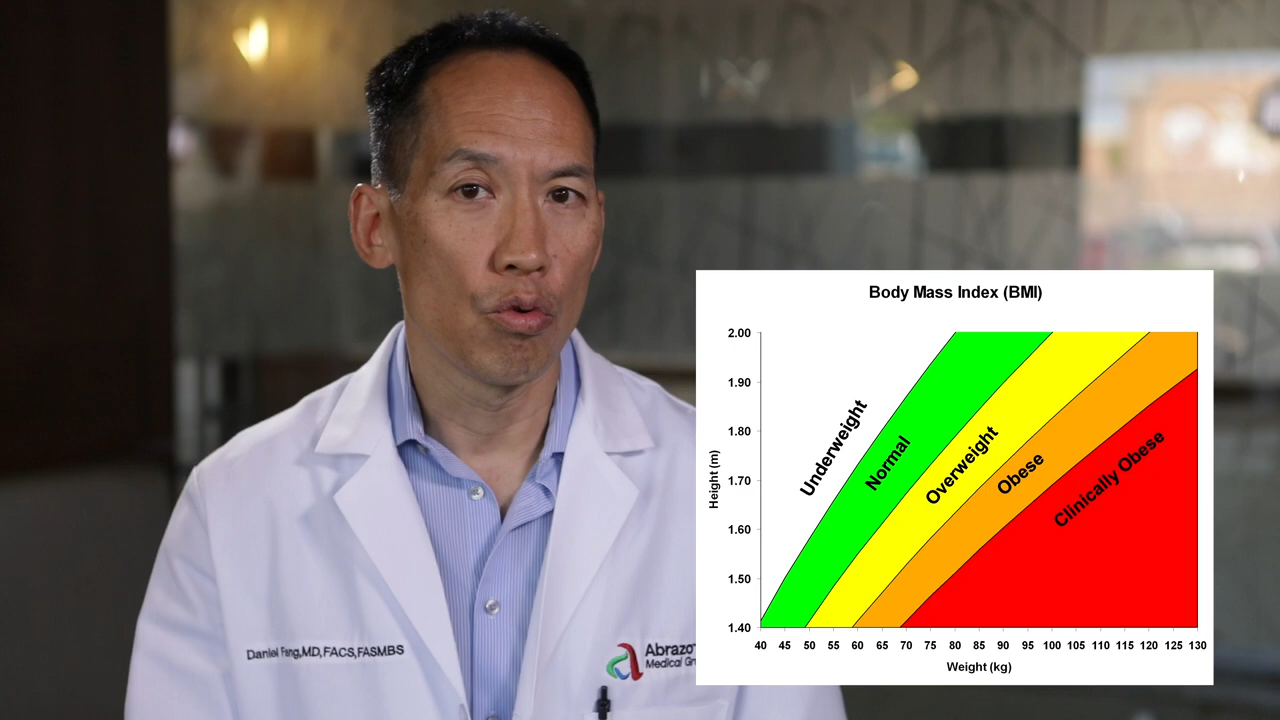 Body Mass Index (BMI)
2.00
1.90
1.80
1.70
1.60
1.50
1.40
Height (m)
Underweight
Normal
Overweight
Obese
Clinically Obese
40 45 50 55 60 65 70 75 80 85 90 95 100 105 110 115 120 125 130
Weight (kg)
Daniel Fang,MD,FACS,FASMBS
Abrazo
Medical